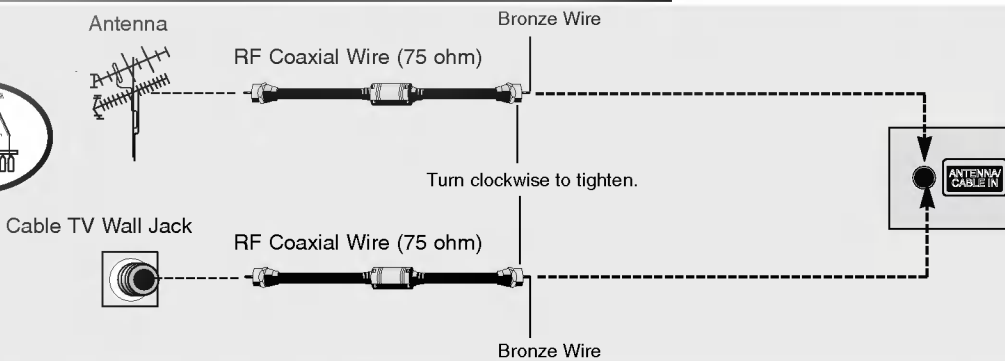 Antenna
Bronze Wire
RF Coaxial Wire (75 ohm)
Turn clockwise to tighten.
ANTENNA/
CABLE IN
Cable TV Wall Jack
RF Coaxial Wire (75 ohm)
Bronze Wire